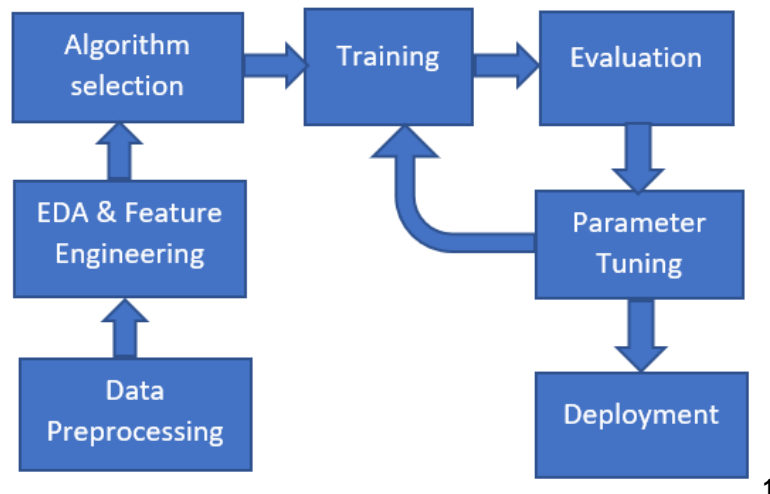 Algorithm
selection
Training
Evaluation
EDA & Feature
Engineering
Parameter
Tuning
Data
Preprocessing
Deployment
1